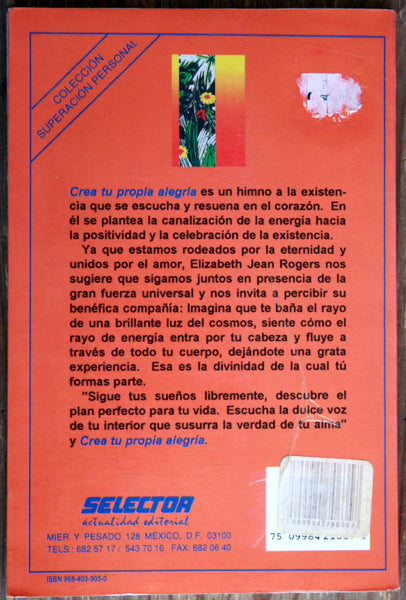 COLECCIÓN
SUPERACIÓN PERSONAL
Crea tu propia alegría es un himno a la existen-
cia que se escucha y resuena en el corazón. En
él se plantea la canalización de la energía hacia
la positividad y la celebración de la existencia.
Ya que estamos rodeados por la eternidad y
unidos por el amor, Elizabeth Jean Rogers nos
sugiere que sigamos juntos en presencia de la
gran fuerza universal y nos invita a percibir su
benéfica compañía: Imagina que te baña el rayo
de una brillante luz del cosmos, siente cómo el
rayo de energía entra por tu cabeza y fluye a
través de todo tu cuerpo, dejándote una grata
experiencia. Esa es la divinidad de la cual tú
formas parte.
"Sigue tus sueños libremente, descubre el
plan perfecto para tu vida. Escucha la dulce voz
de tu interior que susurra la verdad de tu alma"
y Crea tu propia alegría.
SELECTOR
actualidad editorial
MIER Y PESADO 128 MÉXICO, D.F. 03100
TELS.: 682 57 17 / 543 70 16 FAX: 682 06 40
ISBN 968-403-905-0